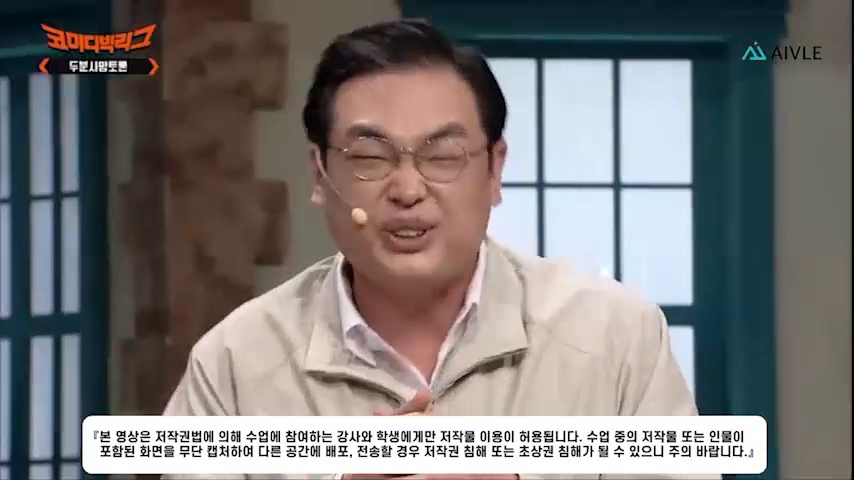 코미디빅리그
두분사망토론
AIVLE
『본 영상은 저작권법에 의해 수업에 참여하는 강사와 학생에게만 저작물 이용이 허용됩니다. 수업 중의 저작물 또는 인물이
포함된 화면을 무단 캡처하여 다른 공간에 배포, 전송할 경우 저작권 침해 또는 초상권 침해가 될 수 있으니 주의 바랍니다.』